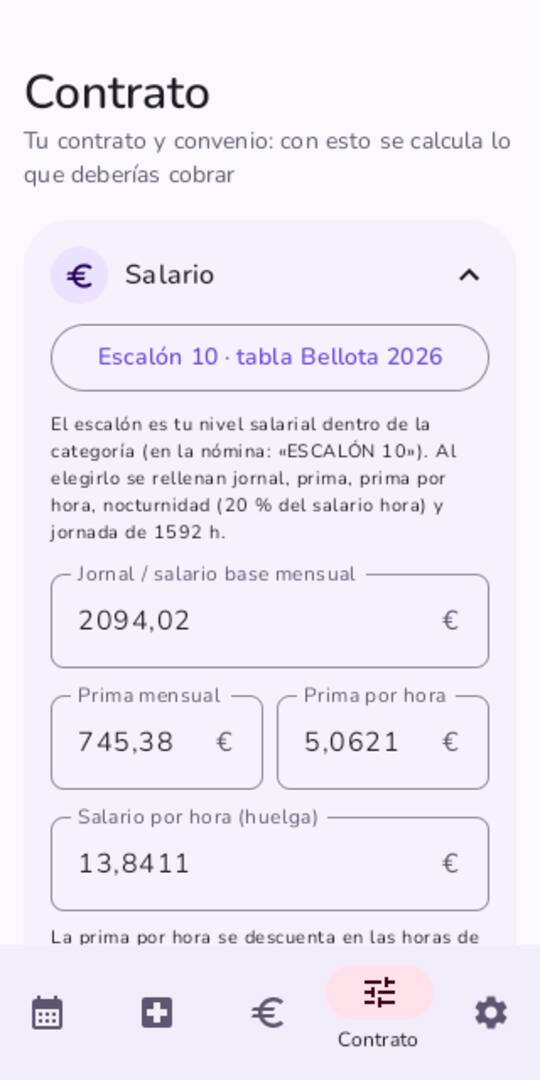 Contrato
Tu contrato y convenio: con esto se calcula lo
que deberías cobrar
€ Salario
Escalón 10 · tabla Bellota 2026
El escalón es tu nivel salarial dentro de la
categoría (en la nómina: «ESCALÓN 10»). Al
elegirlo se rellenan jornal, prima, prima por
hora, nocturnidad (20 % del salario hora) y
jornada de 1592 h.
Jornal / salario base mensual
2094,02 €
Prima mensual Prima por hora
745,38 € 5,0621 €
Salario por hora (huelga)
13,8411 €
La prima por hora se descuenta en las horas de
€
Contrato